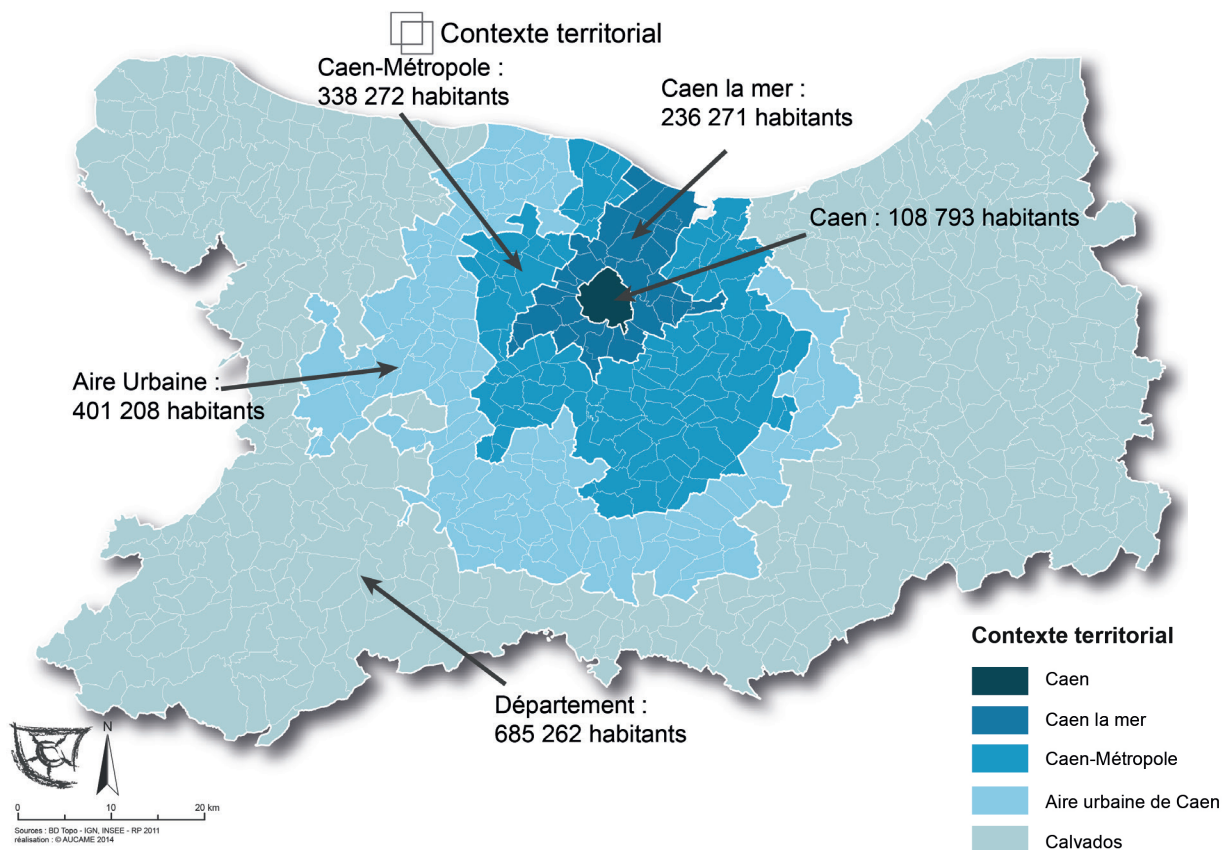 Contexte territorial
Caen-Métropole :
338 272 habitants
Caen la mer :
236 271 habitants
Caen : 108 793 habitants
Aire Urbaine :
401 208 habitants
Département :
685 262 habitants
Contexte territorial
Caen
Caen la mer
Caen-Métropole
Aire urbaine de Caen
Calvados
N
0 10 20 km
Sources : BD Topo - IGN, INSEE - RP 2011
réalisation : © AUCAME 2014